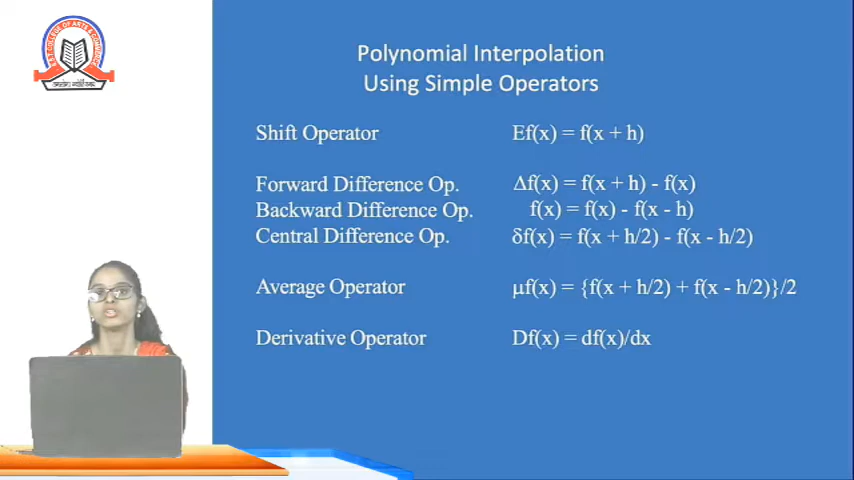 Polynomial Interpolation
Using Simple Operators
Shift Operator Ef(x) = f(x + h)
Forward Difference Op. Δf(x) = f(x + h) - f(x)
Backward Difference Op. f(x) = f(x) - f(x - h)
Central Difference Op. δf(x) = f(x + h/2) - f(x - h/2)
Average Operator μf(x) = {f(x + h/2) + f(x - h/2)}/2
Derivative Operator Df(x) = df(x)/dx